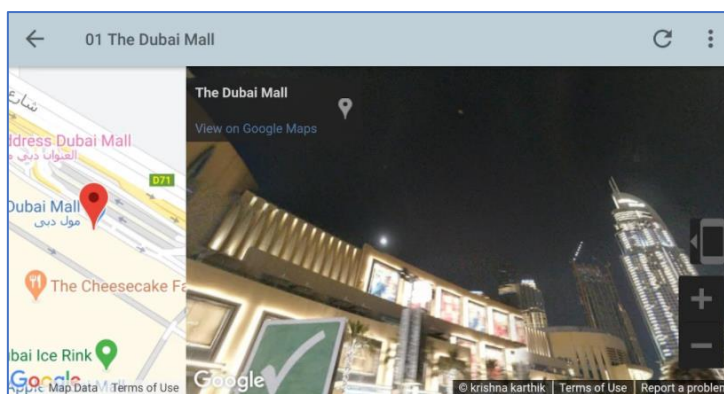 01 The Dubai Mall
شارع
ddress Dubai Mall
العنوان دبي م
D71
Dubai Mall
مول دبي
The Cheesecake Fa
bai Ice Rink
Google
Map Data
Terms of Use
The Dubai Mall
View on Google Maps
Google
© krishna karthik
Terms of Use
Report a problem